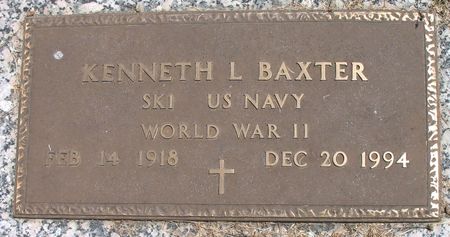 KENNETH L BAXTER
SK1 US NAVY
WORLD WAR II
FEB 14 1918 DEC 20 1994